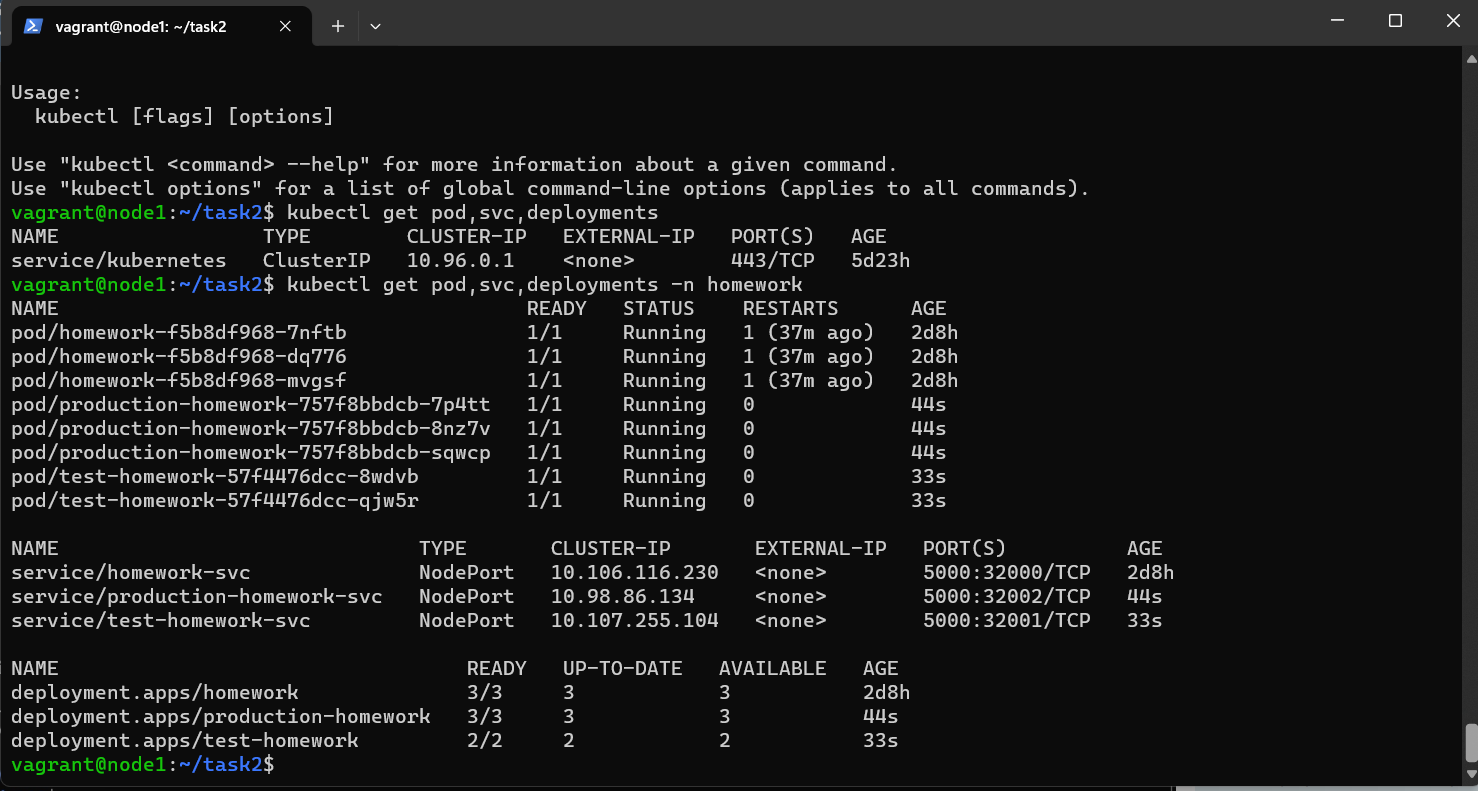 vagrant@node1: ~/task2
Usage:
  kubectl [flags] [options]
Use "kubectl <command> --help" for more information about a given command.
Use "kubectl options" for a list of global command-line options (applies to all commands).
vagrant@node1:~/task2$ kubectl get pod,svc,deployments
NAME                 TYPE        CLUSTER-IP   EXTERNAL-IP   PORT(S)   AGE
service/kubernetes   ClusterIP   10.96.0.1    <none>        443/TCP   5d23h
vagrant@node1:~/task2$ kubectl get pod,svc,deployments -n homework
NAME                                       READY   STATUS    RESTARTS      AGE
pod/homework-f5b8df968-7nftb               1/1     Running   1 (37m ago)   2d8h
pod/homework-f5b8df968-dq776               1/1     Running   1 (37m ago)   2d8h
pod/homework-f5b8df968-mvgsf               1/1     Running   1 (37m ago)   2d8h
pod/production-homework-757f8bbdcb-7p4tt   1/1     Running   0             44s
pod/production-homework-757f8bbdcb-8nz7v   1/1     Running   0             44s
pod/production-homework-757f8bbdcb-sqwcp   1/1     Running   0             44s
pod/test-homework-57f4476dcc-8wdvb         1/1     Running   0             33s
pod/test-homework-57f4476dcc-qjw5r         1/1     Running   0             33s
NAME                              TYPE       CLUSTER-IP       EXTERNAL-IP   PORT(S)          AGE
service/homework-svc              NodePort   10.106.116.230   <none>        5000:32000/TCP   2d8h
service/production-homework-svc   NodePort   10.98.86.134     <none>        5000:32002/TCP   44s
service/test-homework-svc         NodePort   10.107.255.104   <none>        5000:32001/TCP   33s
NAME                                  READY   UP-TO-DATE   AVAILABLE   AGE
deployment.apps/homework              3/3     3            3           2d8h
deployment.apps/production-homework   3/3     3            3           44s
deployment.apps/test-homework         2/2     2            2           33s
vagrant@node1:~/task2$